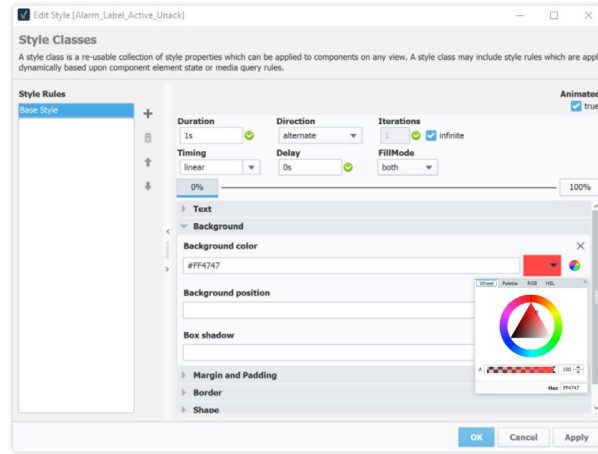 Edit Style [Alarm_Label_Active_Unack]
Style Classes
A style class is a re-usable collection of style properties which can be applied to components on any view. A style class may include style rules which are appl
dynamically based upon component element state or media query rules.
Style Rules
Animated
Base Style
true
Duration Direction Iterations
1s alternate 1 infinite
Timing Delay FillMode
linear 0s both
0% 100%
Text
Background
Background color
#FF4747
Wheel Palette RGB HSL
Background position
Box shadow
A 100
Margin and Padding
Hex FF4747
Border
Shape
OK Cancel Apply